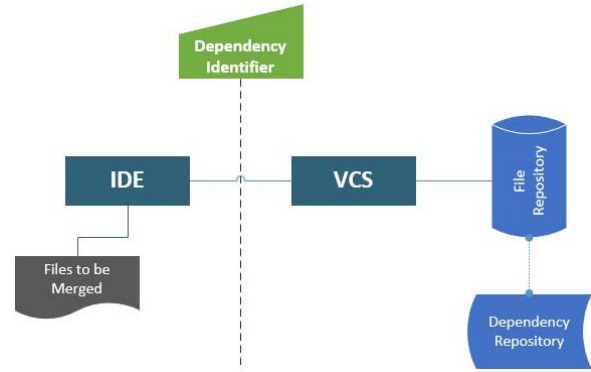 Dependency
Identifier
IDE
VCS
File
Repository
Files to be
Merged
Dependency
Repository